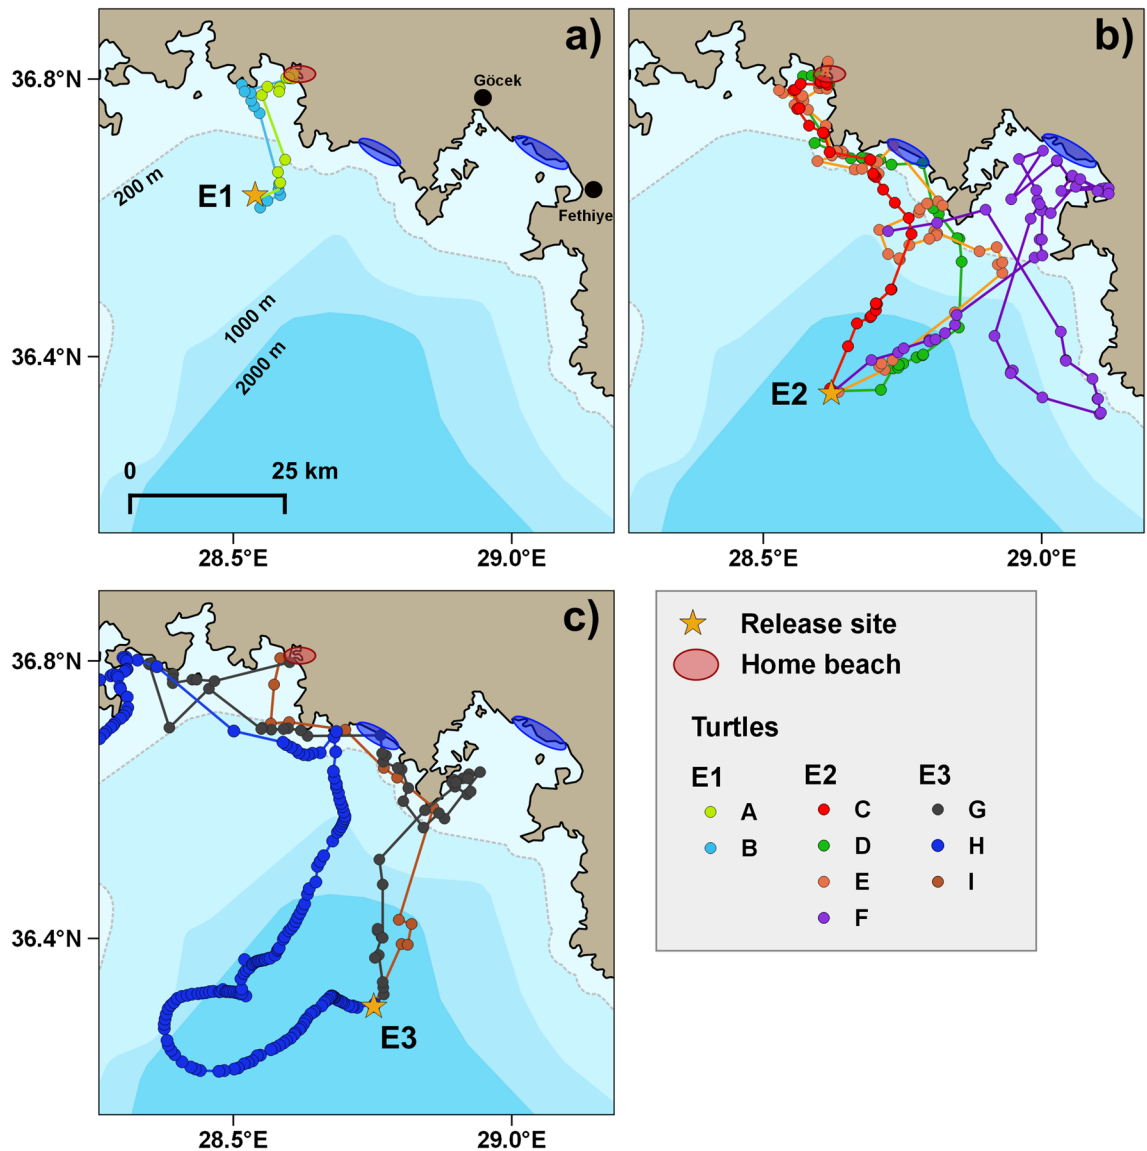 a)
36.8°N
Göcek
200 m
E1
Fethiye
1000 m
36.4°N
2000 m
0 25 km
28.5°E 29.0°E
b)
E2
28.5°E 29.0°E
c)
36.8°N
36.4°N
E3
28.5°E 29.0°E
Release site
Home beach
Turtles
E1 E2 E3
A C G
B D H
E I
F